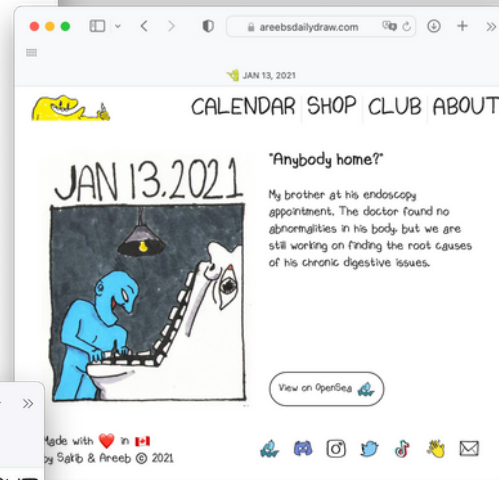 areebsdailydraw.com
JAN 13, 2021
CALENDAR SHOP CLUB ABOUT
JAN 13.2021
"Anybody home?"
My brother at his endoscopy
appointment. The doctor found no
abnormalities in his body, but we are
still working on finding the root causes
of his chronic digestive issues.
View on OpenSea
Made with ❤️ in 🇨🇦
by Sakib & Areeb © 2021